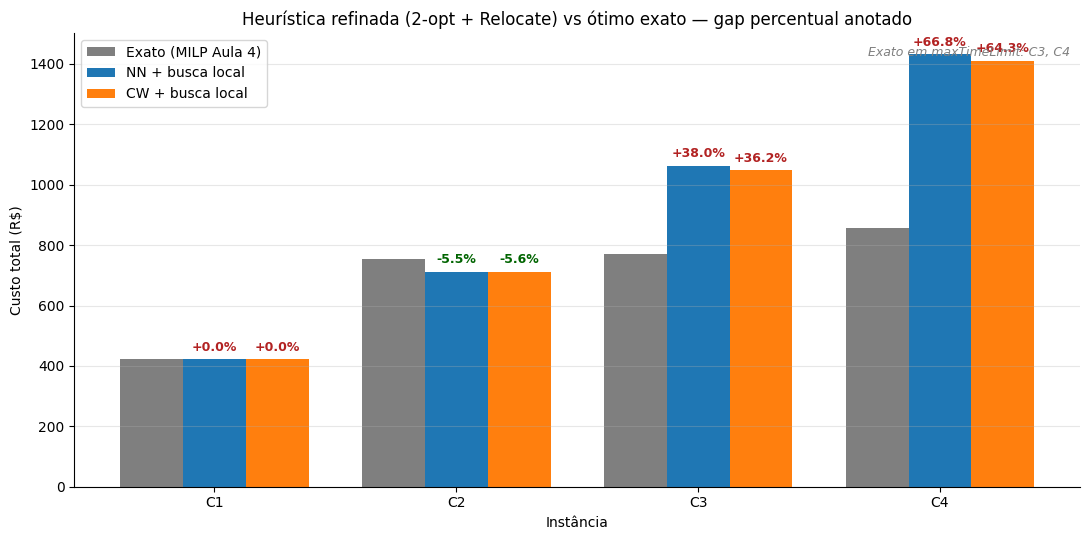 Heurística refinada (2-opt + Relocate) vs ótimo exato — gap percentual anotado
Exato (MILP Aula 4)
NN + busca local
CW + busca local
Exato em maxTimeLimit: C3, C4
+66.8%
+64.3%
+38.0%
+36.2%
-5.5%
-5.6%
+0.0%
+0.0%
Custo total (R$)
1400
1200
1000
800
600
400
200
0
C1
C2
C3
C4
Instância